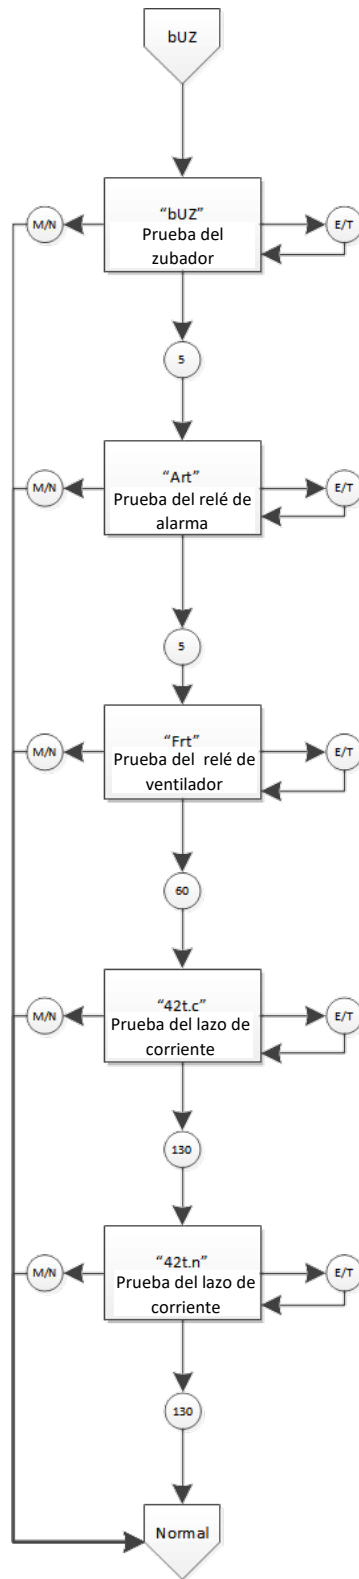 bUZ
“bUZ”
M/N
E/T
Prueba del
zubador
5
“Art”
M/N
E/T
Prueba del relé de
alarma
5
“Frt”
M/N
E/T
Prueba del relé de
ventilador
60
“42t.c”
M/N
E/T
Prueba del lazo de
corriente
130
“42t.n”
M/N
E/T
Prueba del lazo de
corriente
130
Normal